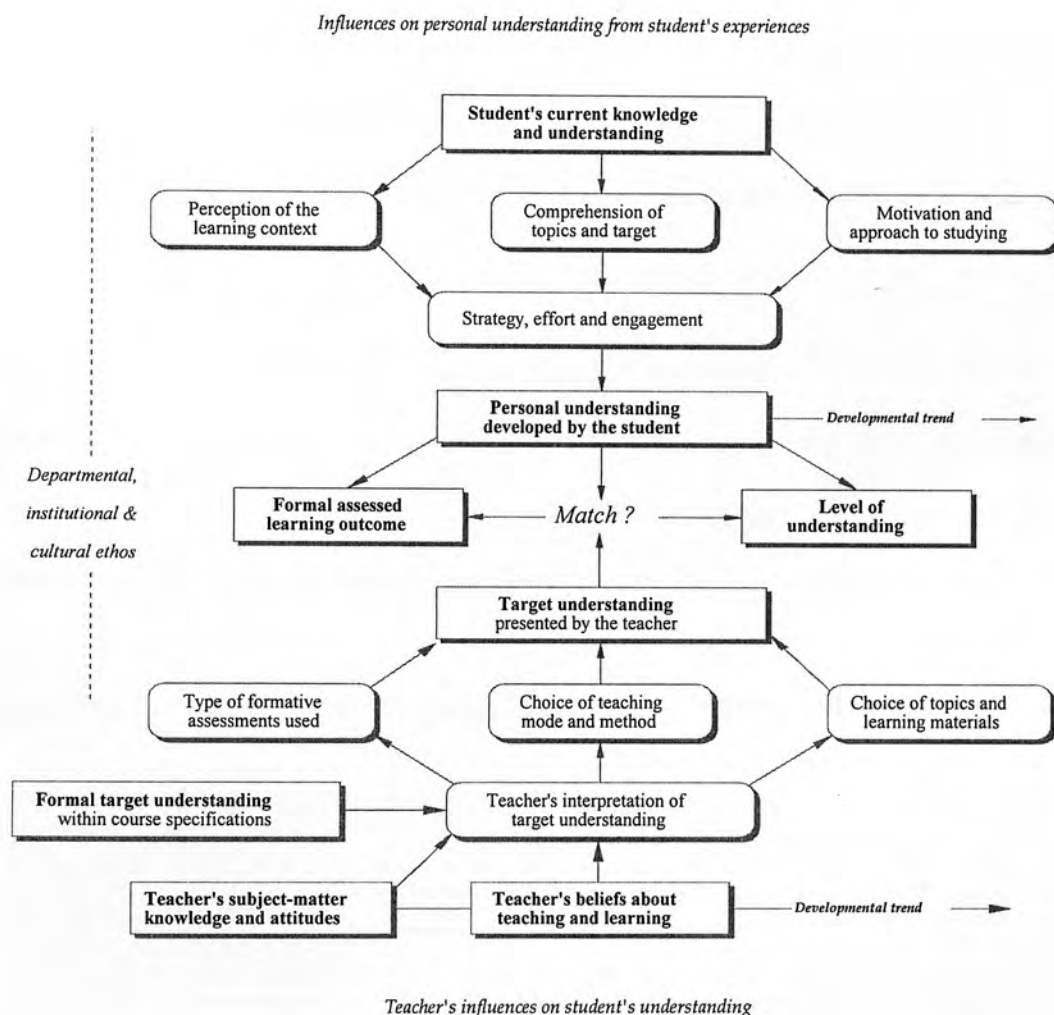 Influences on personal understanding from student's experiences
Student's current knowledge
and understanding
Perception of the
learning context
Comprehension of
topics and target
Motivation and
approach to studying
Strategy, effort and engagement
Personal understanding
developed by the student
Developmental trend
Departmental,
institutional &
cultural ethos
Formal assessed
learning outcome
Match ?
Level of
understanding
Target understanding
presented by the teacher
Type of formative
assessments used
Choice of teaching
mode and method
Choice of topics and
learning materials
Formal target understanding
within course specifications
Teacher's interpretation of
target understanding
Teacher's subject-matter
knowledge and attitudes
Teacher's beliefs about
teaching and learning
Developmental trend
Teacher's influences on student's understanding